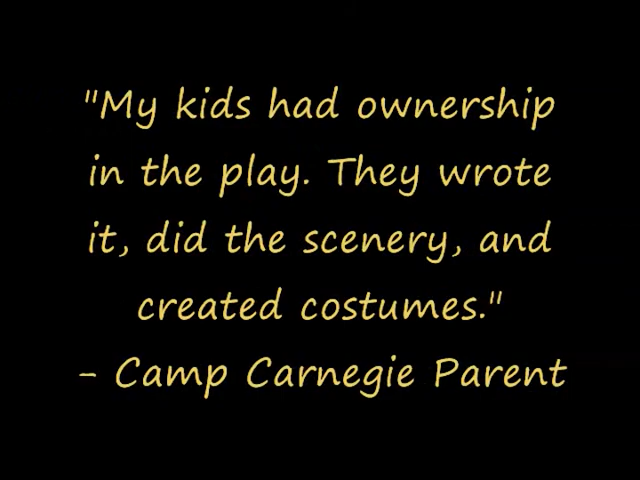 "My kids had ownership
in the play. They wrote
it, did the scenery, and
created costumes."
- Camp Carnegie Parent